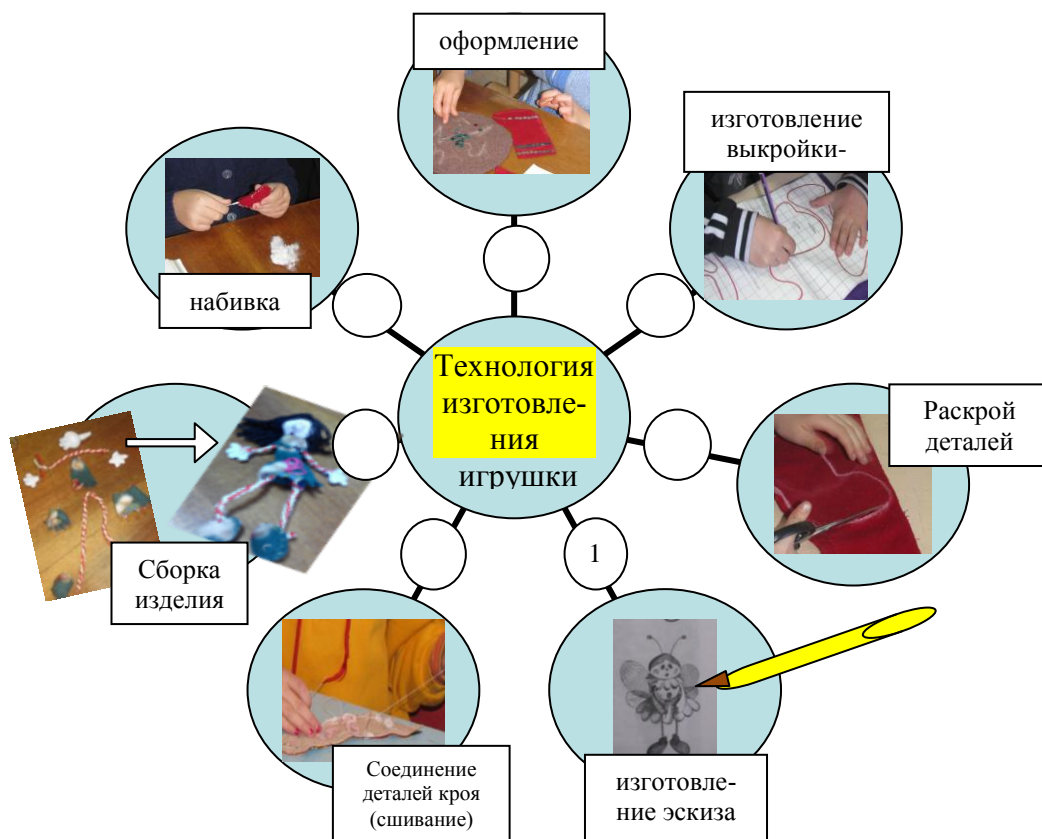 оформление
изготовление
выкройки-
набивка
Технология
изготовле-
ния
игрушки
Раскрой
деталей
1
Сборка
изделия
Соединение
деталей кроя
(сшивание)
изготовле-
ние эскиза